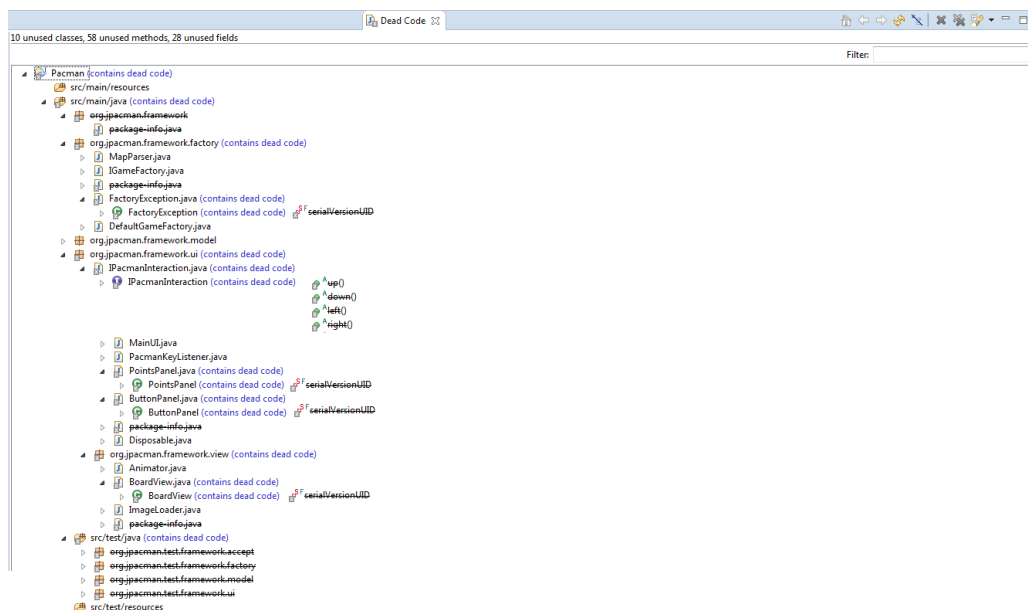 Dead Code
10 unused classes, 58 unused methods, 28 unused fields
Filter:
Pacman (contains dead code)
src/main/resources
src/main/java (contains dead code)
org.jpacman.framework
package-info.java
org.jpacman.framework.factory (contains dead code)
MapParser.java
IGameFactory.java
package-info.java
FactoryException.java (contains dead code)
FactoryException (contains dead code) SF serialVersionUID
DefaultGameFactory.java
org.jpacman.framework.model
org.jpacman.framework.ui (contains dead code)
IPacmanInteraction.java (contains dead code)
IPacmanInteraction (contains dead code) A up()
A down()
A left()
A right()
MainUI.java
PacmanKeyListener.java
PointsPanel.java (contains dead code)
PointsPanel (contains dead code) SF serialVersionUID
ButtonPanel.java (contains dead code)
ButtonPanel (contains dead code) SF serialVersionUID
package-info.java
Disposable.java
org.jpacman.framework.view (contains dead code)
Animator.java
BoardView.java (contains dead code)
BoardView (contains dead code) SF serialVersionUID
ImageLoader.java
package-info.java
src/test/java (contains dead code)
org.jpacman.test.framework.accept
org.jpacman.test.framework.factory
org.jpacman.test.framework.model
org.jpacman.test.framework.ui
src/test/resources